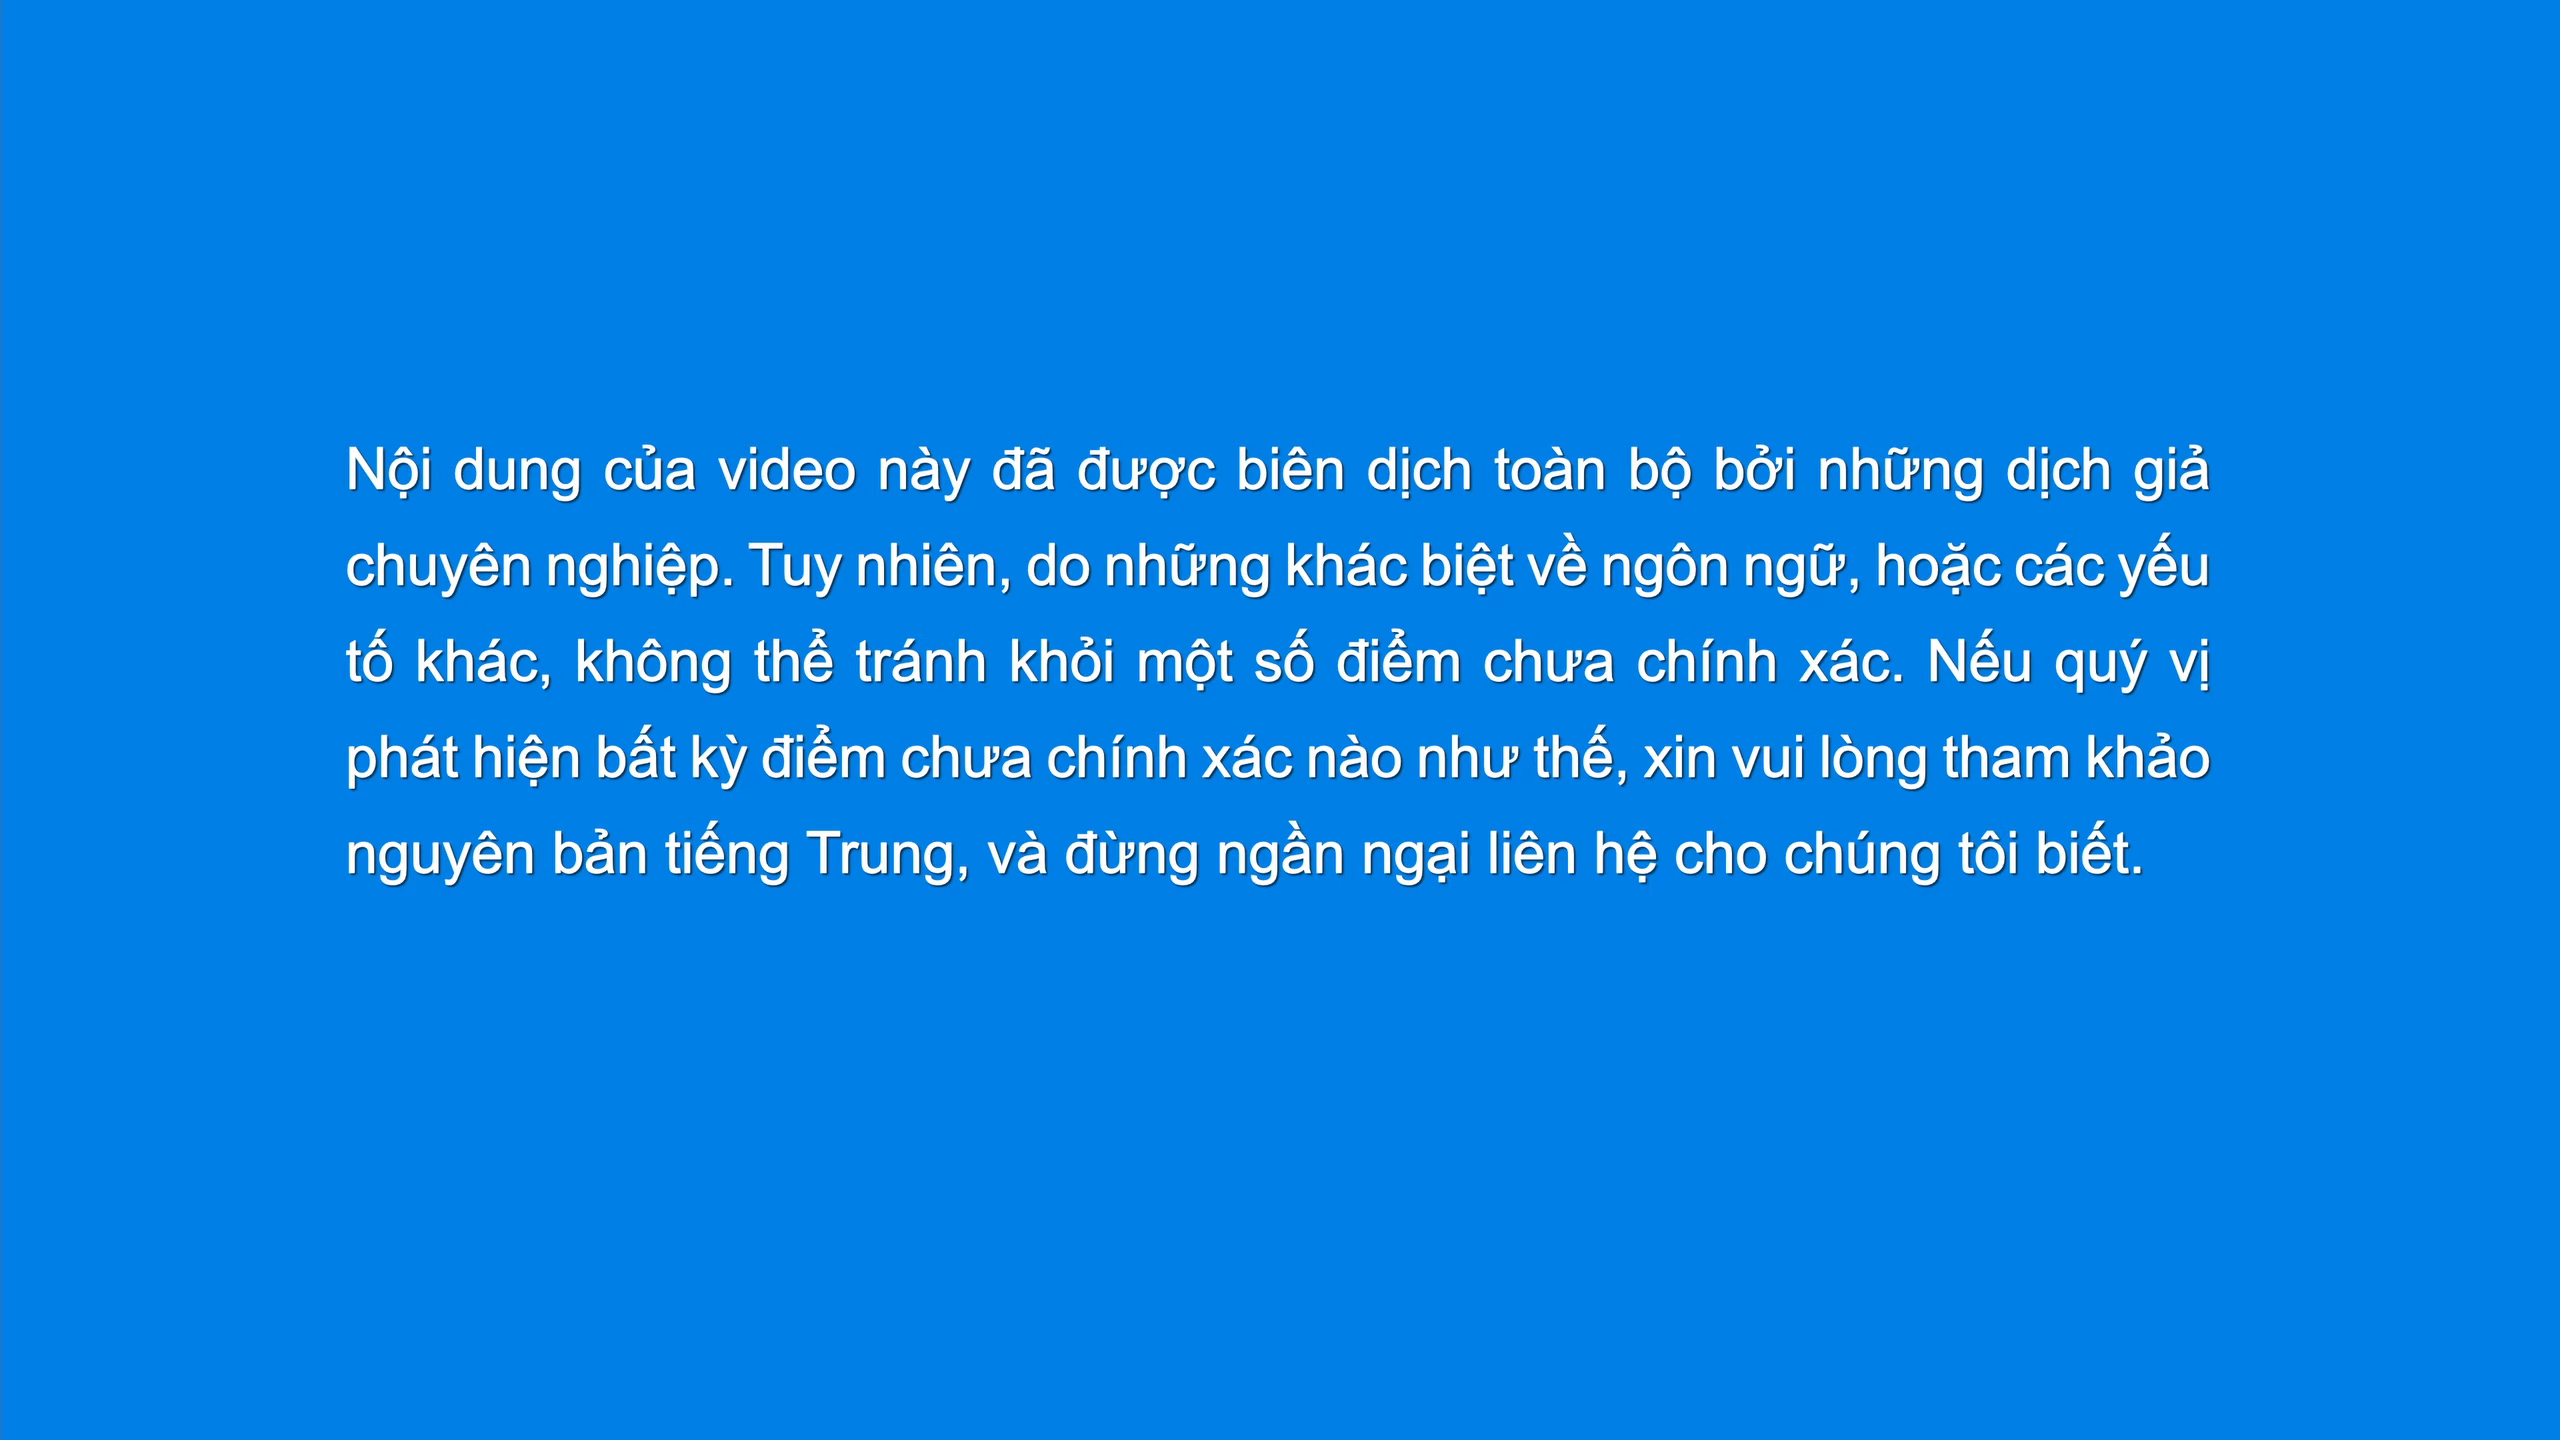 Nội dung của video này đã được biên dịch toàn bộ bởi những dịch giả
chuyên nghiệp. Tuy nhiên, do những khác biệt về ngôn ngữ, hoặc các yếu
tố khác, không thể tránh khỏi một số điểm chưa chính xác. Nếu quý vị
phát hiện bất kỳ điểm chưa chính xác nào như thế, xin vui lòng tham khảo
nguyên bản tiếng Trung, và đừng ngần ngại liên hệ cho chúng tôi biết.